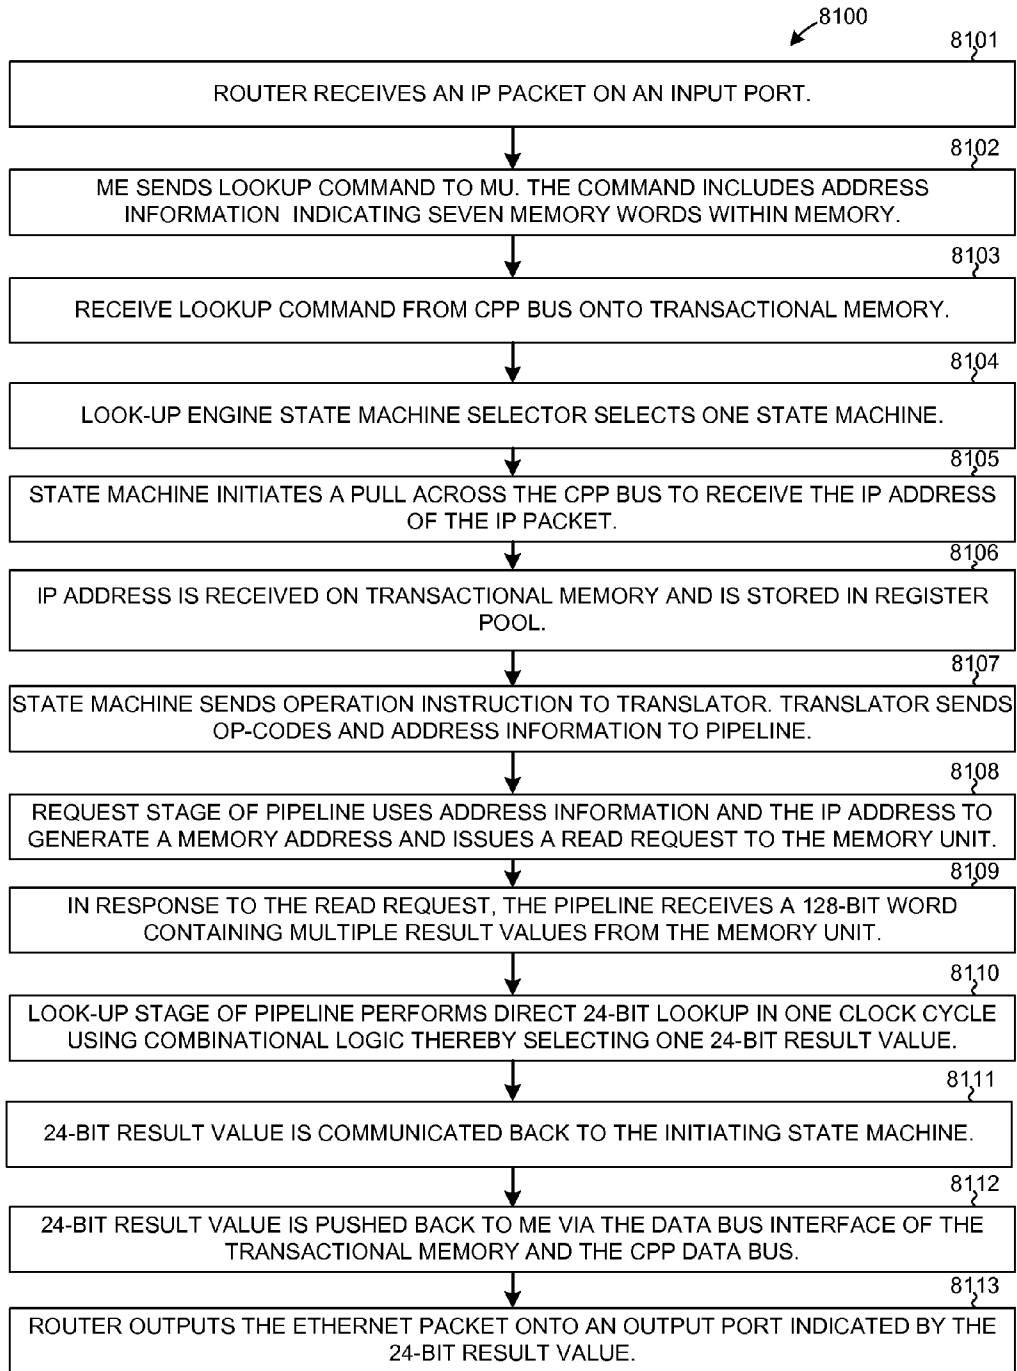 8100
8101
ROUTER RECEIVES AN IP PACKET ON AN INPUT PORT.
8102
ME SENDS LOOKUP COMMAND TO MU. THE COMMAND INCLUDES ADDRESS
INFORMATION INDICATING SEVEN MEMORY WORDS WITHIN MEMORY.
8103
RECEIVE LOOKUP COMMAND FROM CPP BUS ONTO TRANSACTIONAL MEMORY.
8104
LOOK-UP ENGINE STATE MACHINE SELECTOR SELECTS ONE STATE MACHINE.
8105
STATE MACHINE INITIATES A PULL ACROSS THE CPP BUS TO RECEIVE THE IP ADDRESS
OF THE IP PACKET.
8106
IP ADDRESS IS RECEIVED ON TRANSACTIONAL MEMORY AND IS STORED IN REGISTER
POOL.
8107
STATE MACHINE SENDS OPERATION INSTRUCTION TO TRANSLATOR. TRANSLATOR SENDS
OP-CODES AND ADDRESS INFORMATION TO PIPELINE.
8108
REQUEST STAGE OF PIPELINE USES ADDRESS INFORMATION AND THE IP ADDRESS TO
GENERATE A MEMORY ADDRESS AND ISSUES A READ REQUEST TO THE MEMORY UNIT.
8109
IN RESPONSE TO THE READ REQUEST, THE PIPELINE RECEIVES A 128-BIT WORD
CONTAINING MULTIPLE RESULT VALUES FROM THE MEMORY UNIT.
8110
LOOK-UP STAGE OF PIPELINE PERFORMS DIRECT 24-BIT LOOKUP IN ONE CLOCK CYCLE
USING COMBINATIONAL LOGIC THEREBY SELECTING ONE 24-BIT RESULT VALUE.
8111
24-BIT RESULT VALUE IS COMMUNICATED BACK TO THE INITIATING STATE MACHINE.
8112
24-BIT RESULT VALUE IS PUSHED BACK TO ME VIA THE DATA BUS INTERFACE OF THE
TRANSACTIONAL MEMORY AND THE CPP DATA BUS.
8113
ROUTER OUTPUTS THE ETHERNET PACKET ONTO AN OUTPUT PORT INDICATED BY THE
24-BIT RESULT VALUE.